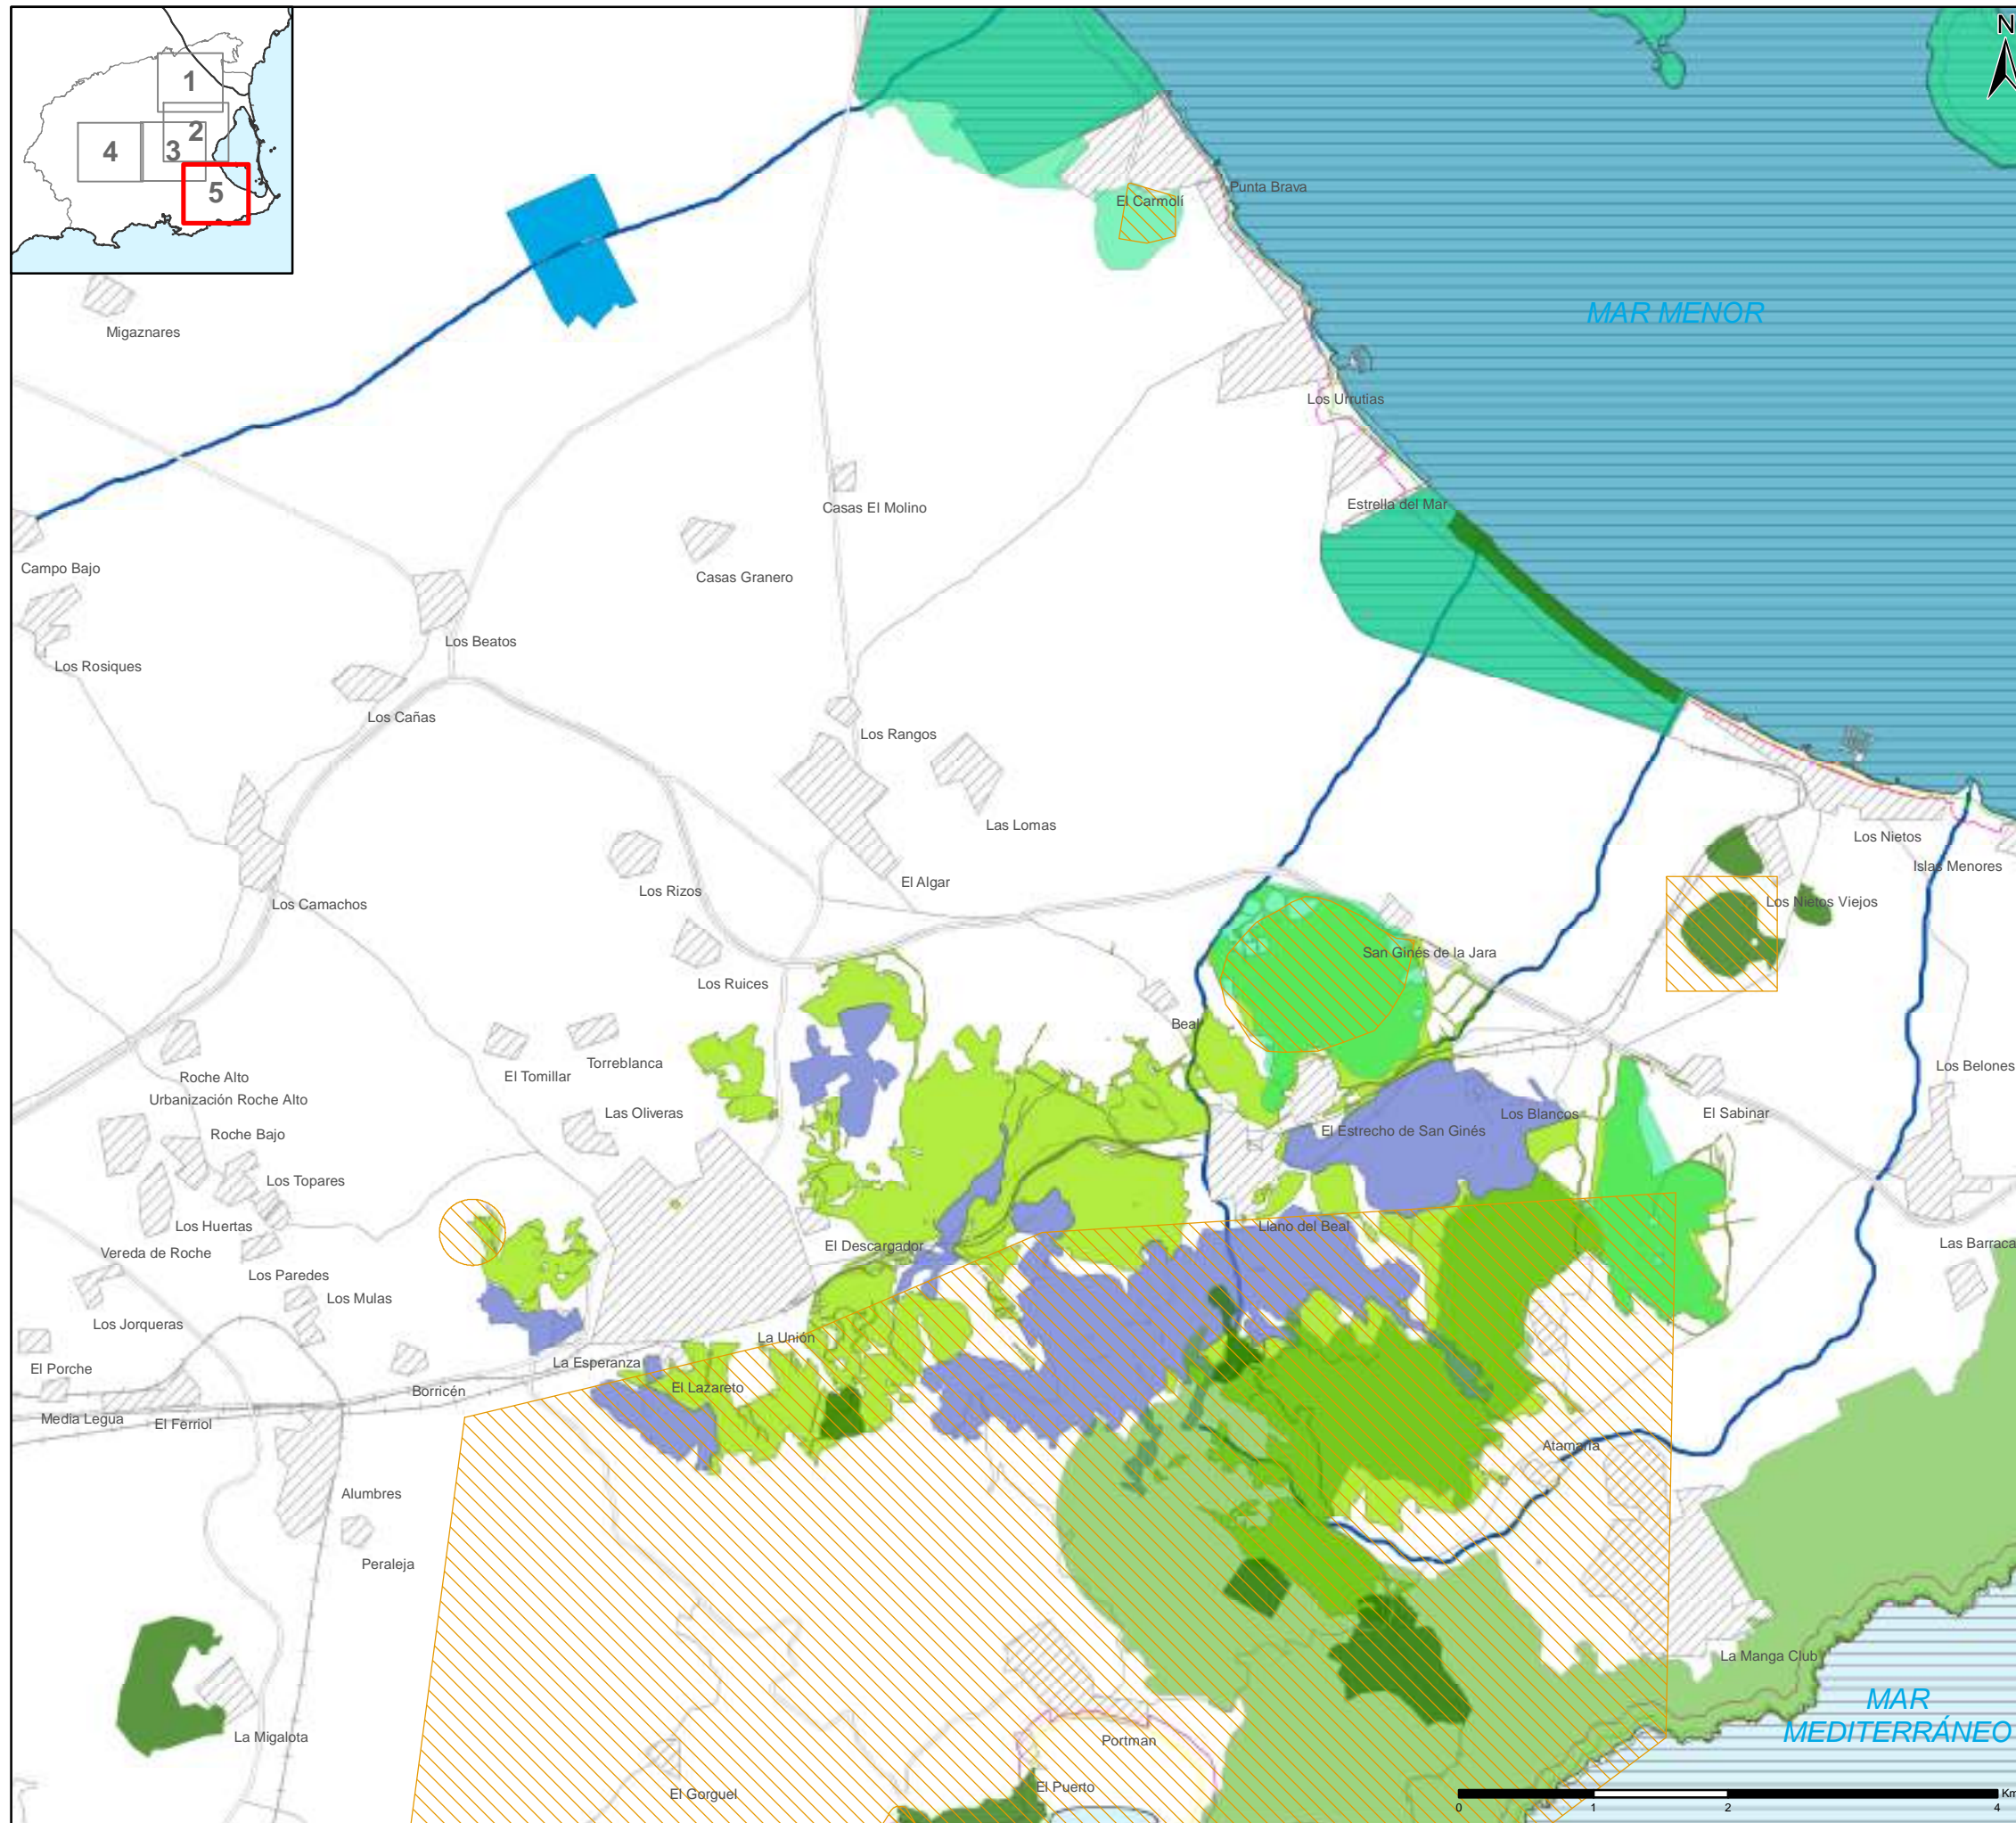 N
1
2
4
3
5
Punta Brava
El Carmolí
MAR MENOR
Migaznares
Los Urrutias
Estrella del Mar
Casas El Molino
Campo Bajo
Casas Granero
Los Beatos
Los Rosiques
Los Cañas
Los Rangos
Las Lomas
Los Nietos
Islas Menores
El Algar
Los Rizos
Los Camachos
Los Nietos Viejos
San Ginés de la Jara
Los Ruices
Beal
Torreblanca
El Tomillar
Los Belones
Roche Alto
Urbanización Roche Alto
Las Oliveras
Los Blancos
El Sabinar
Roche Bajo
El Estrecho de San Ginés
Los Topares
Los Huertas
Llano del Beal
Vereda de Roche
El Descargador
Las Barraca
Los Paredes
Los Mulas
Los Jorqueras
La Unión
El Porche
La Esperanza
El Lazareto
Borricén
Media Legua
El Ferriol
Atamaría
Alumbres
Peraleja
La Manga Club
MAR
MEDITERRÁNEO
La Migalota
Portman
El Puerto
El Gorguel
Km
0 1 2 4